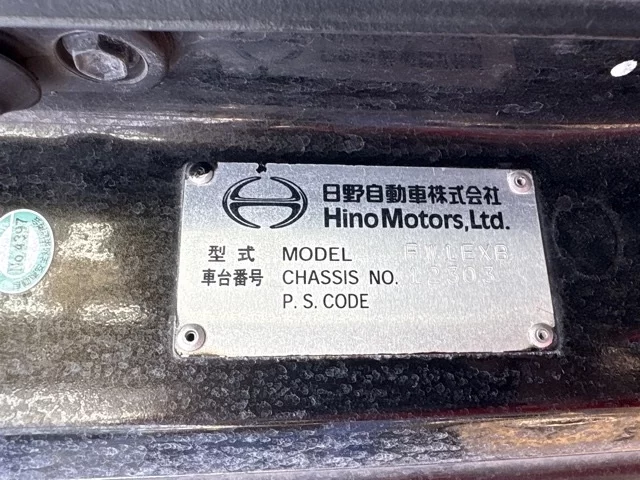 日野自動車株式会社
Hino Motors, Ltd.
型式 MODEL
車台番号 CHASSIS NO.
P. S. CODE